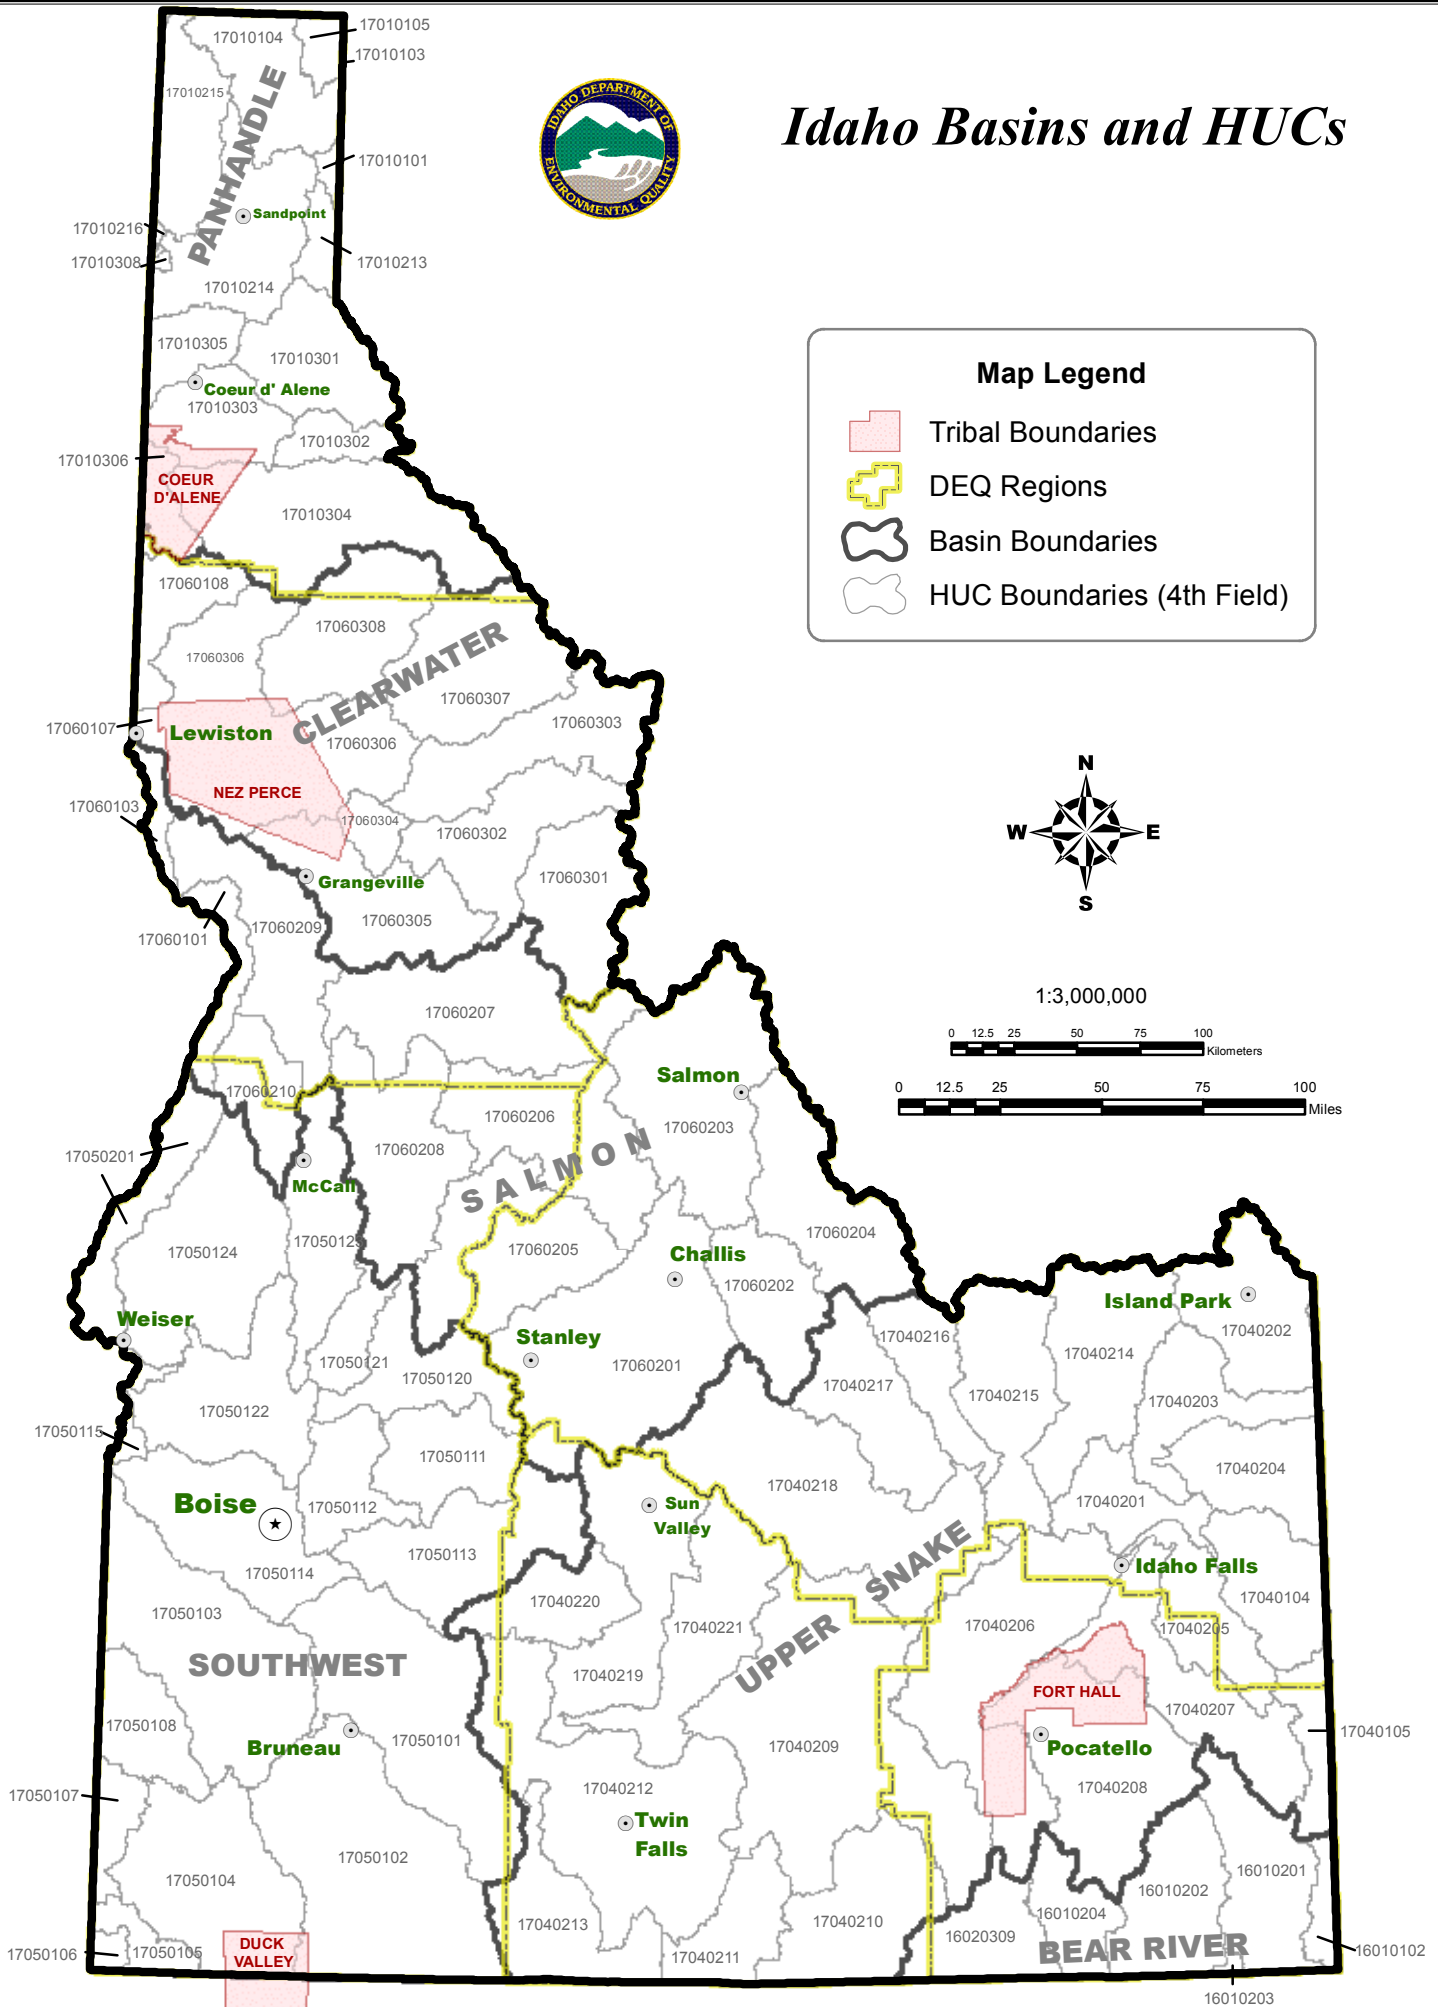 Idaho Basins and HUCs
IDAHO DEPARTMENT OF
ENVIRONMENTAL QUALITY
Map Legend
Tribal Boundaries
DEQ Regions
Basin Boundaries
HUC Boundaries (4th Field)
N
W
E
S
1:3,000,000
0 12.5 25 50 75 100
Kilometers
0 12.5 25 50 75 100
Miles
17010104
17010105
17010103
17010215
PANHANDLE
17010101
Sandpoint
17010216
17010308
17010213
17010214
17010305
17010301
Coeur d' Alene
17010303
17010302
17010306
COEUR
D'ALENE
17010304
17060108
17060308
CLEARWATER
17060306
17060307
17060303
17060107
Lewiston
17060306
NEZ PERCE
17060103
17060304
17060302
17060301
Grangeville
17060305
17060209
17060101
17060207
Salmon
17060210
17060206
17060203
17060208
SALMON
17050201
McCall
17060204
17050124
17050123
17060205
Challis
17060202
Island Park
17040202
Weiser
Stanley
17040216
17040214
17050121
17060201
17050120
17040217
17040215
17040203
17050122
17050115
17050111
17040204
17040218
17040201
Boise
17050112
Sun
Valley
17050113
UPPER SNAKE
Idaho Falls
17050114
17040220
17040104
17050103
17040221
17040206
17040205
SOUTHWEST
17040219
FORT HALL
17040207
17050108
17050101
Bruneau
17040209
Pocatello
17040105
17040212
17040208
17050107
Twin
Falls
17050102
17050104
16010201
16010202
17040213
17040210
16010204
16020309
BEAR RIVER
17050106
17050105
DUCK
VALLEY
17040211
16010102
16010203